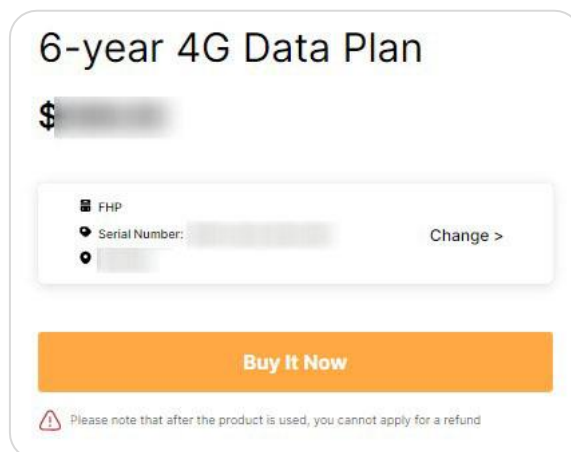 6-year 4G Data Plan
$
FHP
Serial Number:
Change >
Buy It Now
Please note that after the product is used, you cannot apply for a refund